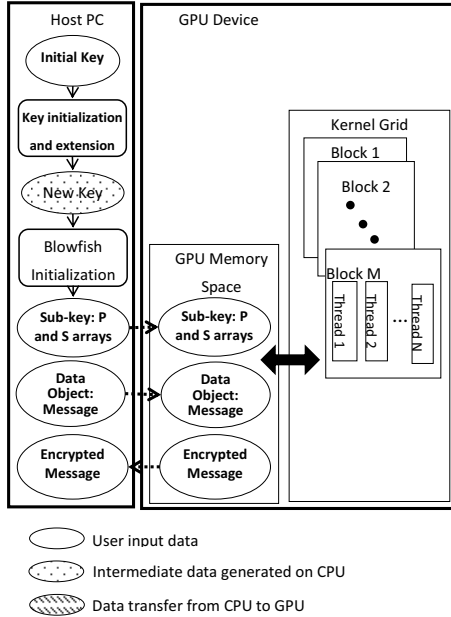 Host PC
GPU Device
Initial Key
Key initialization
and extension
New Key
Blowfish
Initialization
Sub-key: P
and S arrays
Data
Object:
Message
Encrypted
Message
GPU Memory
Space
Sub-key: P
and S arrays
Data
Object:
Message
Encrypted
Message
Kernel Grid
Block 1
Block 2
Block M
Thread 1
Thread 2
...
Thread N
User input data
Intermediate data generated on CPU
Data transfer from CPU to GPU